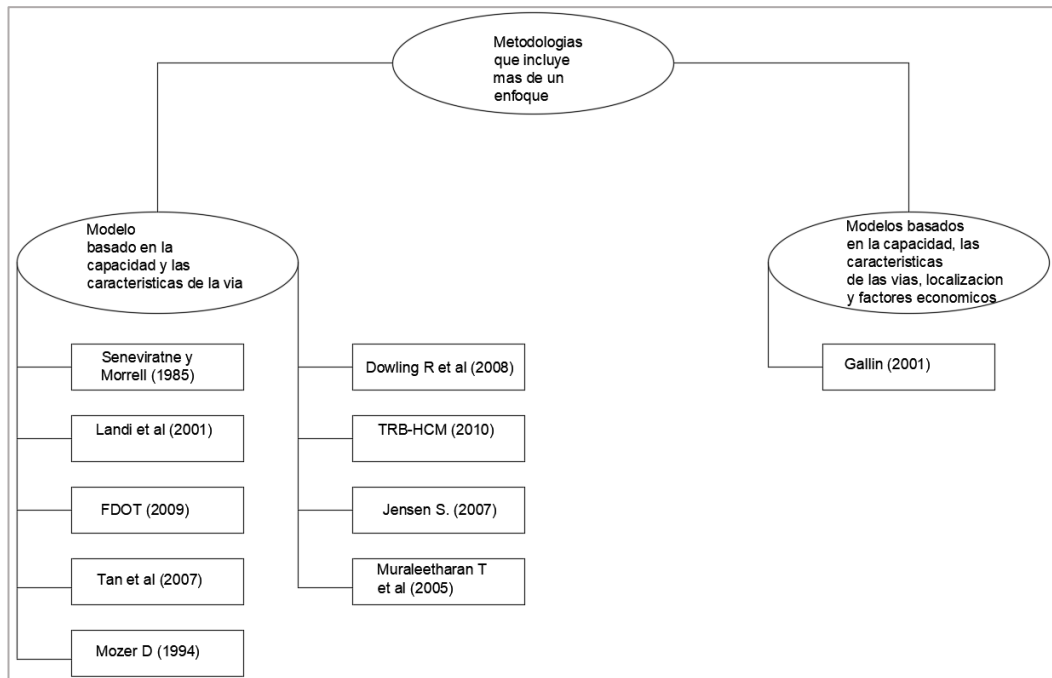 Metodologias
que incluye
mas de un
enfoque
Modelo
basado en la
capacidad y las
caracteristicas de la via
Seneviratne y
Morrell (1985)
Landi et al (2001)
FDOT (2009)
Tan et al (2007)
Mozer D (1994)
Dowling R et al (2008)
TRB-HCM (2010)
Jensen S. (2007)
Muraleetharan T
et al (2005)
Modelos basados
en la capacidad, las
caracteristicas
de las vias, localizacion
y factores economicos
Gallin (2001)